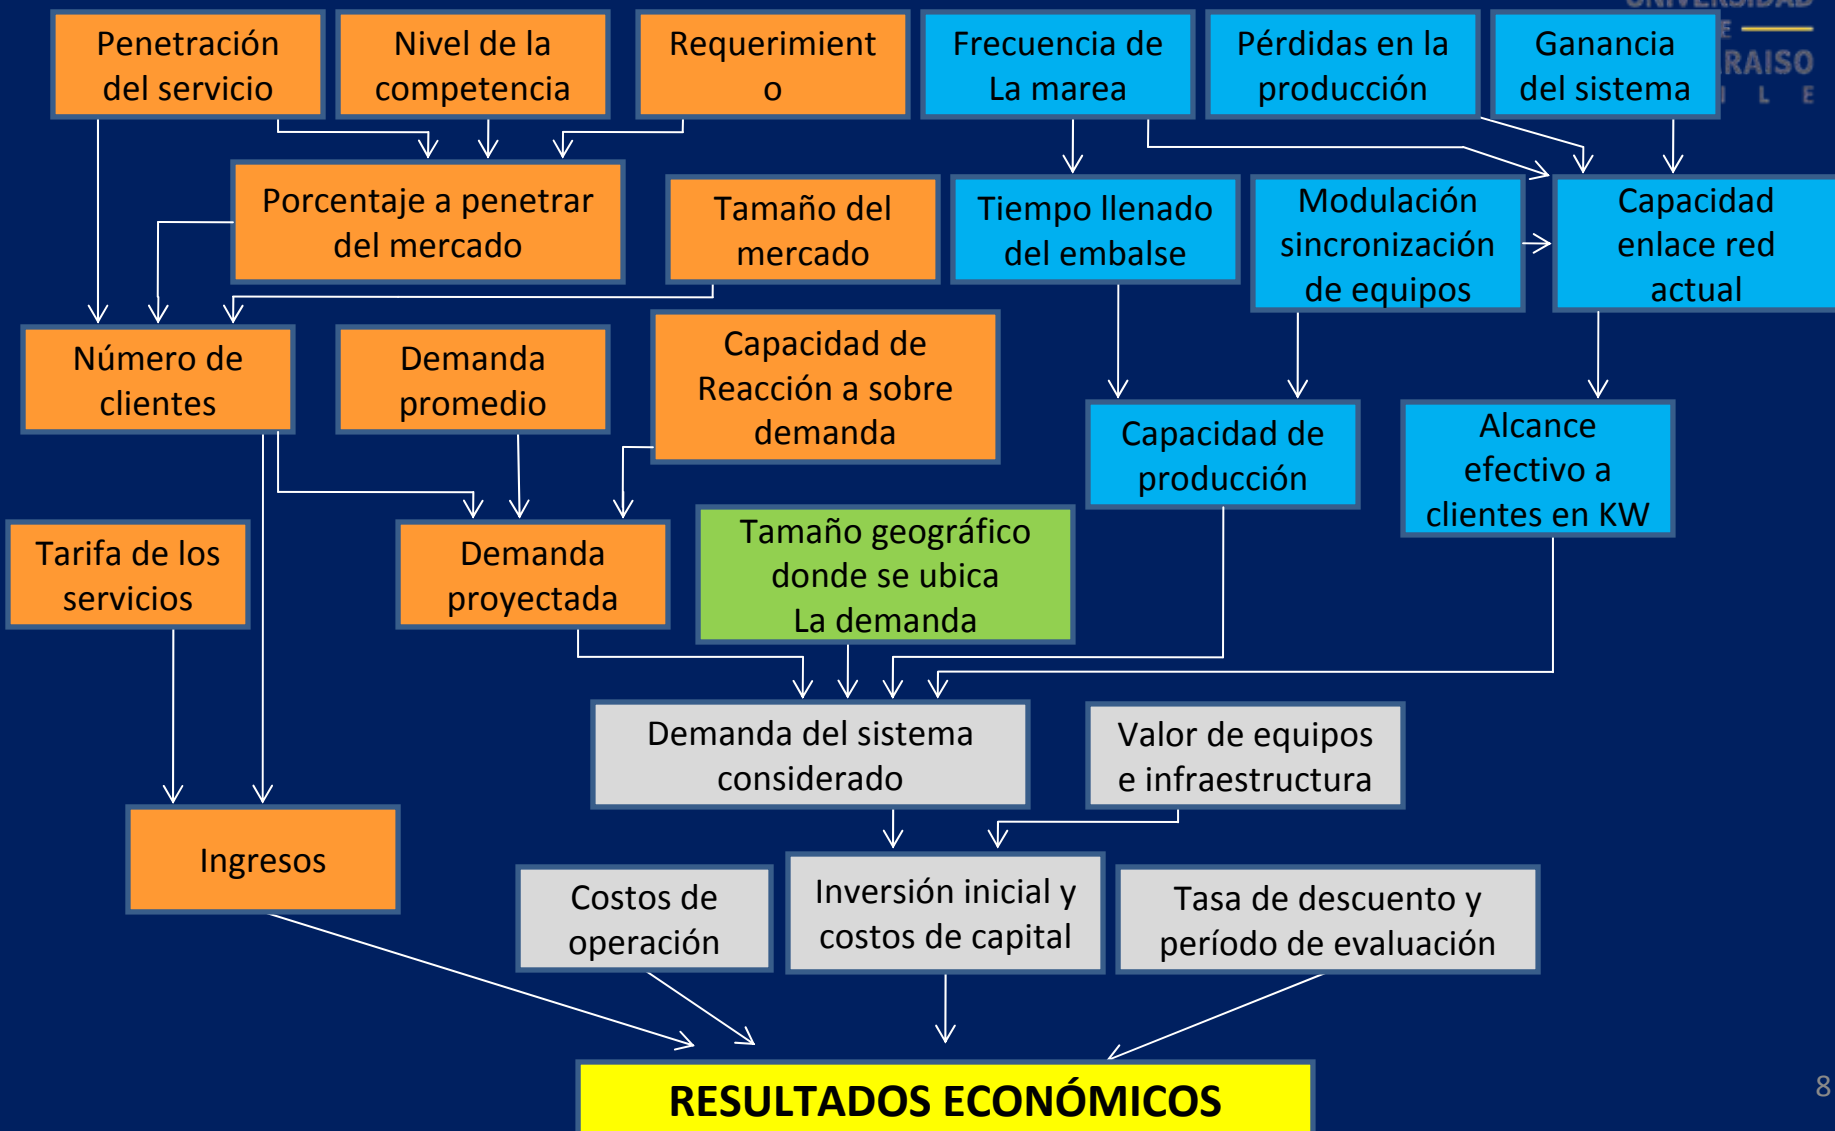 UNIVERSIDAD
RAISO
I L E
Penetración
del servicio
Nivel de la
competencia
Requerimient
o
Frecuencia de
La marea
Pérdidas en la
producción
Ganancia
del sistema
Porcentaje a penetrar
del mercado
Tamaño del
mercado
Tiempo llenado
del embalse
Modulación
sincronización
de equipos
Capacidad
enlace red
actual
Número de
clientes
Demanda
promedio
Capacidad de
Reacción a sobre
demanda
Capacidad de
producción
Alcance
efectivo a
clientes en KW
Tarifa de los
servicios
Demanda
proyectada
Tamaño geográfico
donde se ubica
La demanda
Demanda del sistema
considerado
Valor de equipos
e infraestructura
Ingresos
Costos de
operación
Inversión inicial y
costos de capital
Tasa de descuento y
período de evaluación
RESULTADOS ECONÓMICOS
8